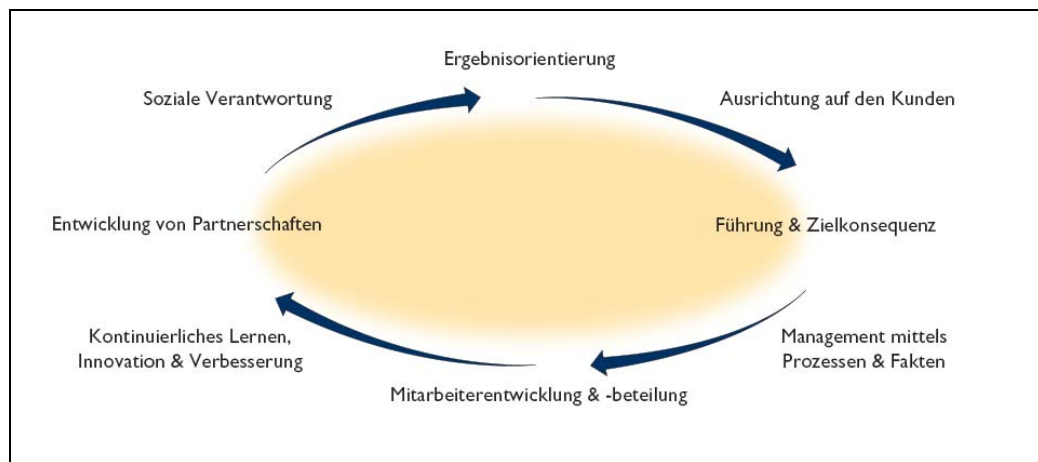 Ergebnisorientierung
Soziale Verantwortung
Ausrichtung auf den Kunden
Entwicklung von Partnerschaften
Führung & Zielkonsequenz
Kontinuierliches Lernen,
Innovation & Verbesserung
Management mittels
Prozessen & Fakten
Mitarbeiterentwicklung & -beteilung